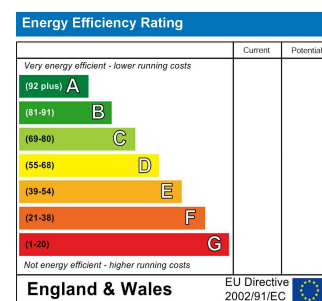 Energy Efficiency Rating
Current Potential
Very energy efficient - lower running costs
(92 plus) A
(81-91) B
(69-80) C
(55-68) D
(39-54) E
(21-38) F
(1-20) G
Not energy efficient - higher running costs
England & Wales
EU Directive
2002/91/EC